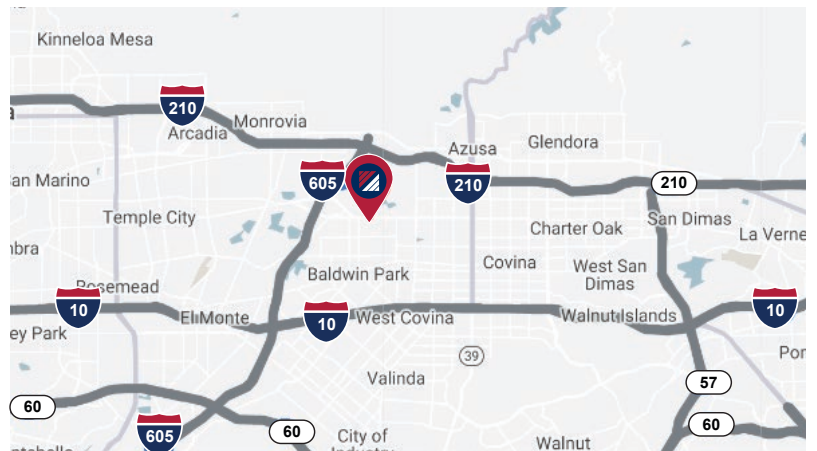 Kinneloa Mesa
210
Monrovia
Arcadia
Glendora
Azusa
605
210
210
an Marino
Temple City
San Dimas
Charter Oak
La Verne
bra
Covina
West San
Dimas
Baldwin Park
Rosemead
10
El Monte
10
West Covina
Walnut Islands
10
ey Park
39
Valinda
57
60
60
60
605
City of
Industry
Walnut